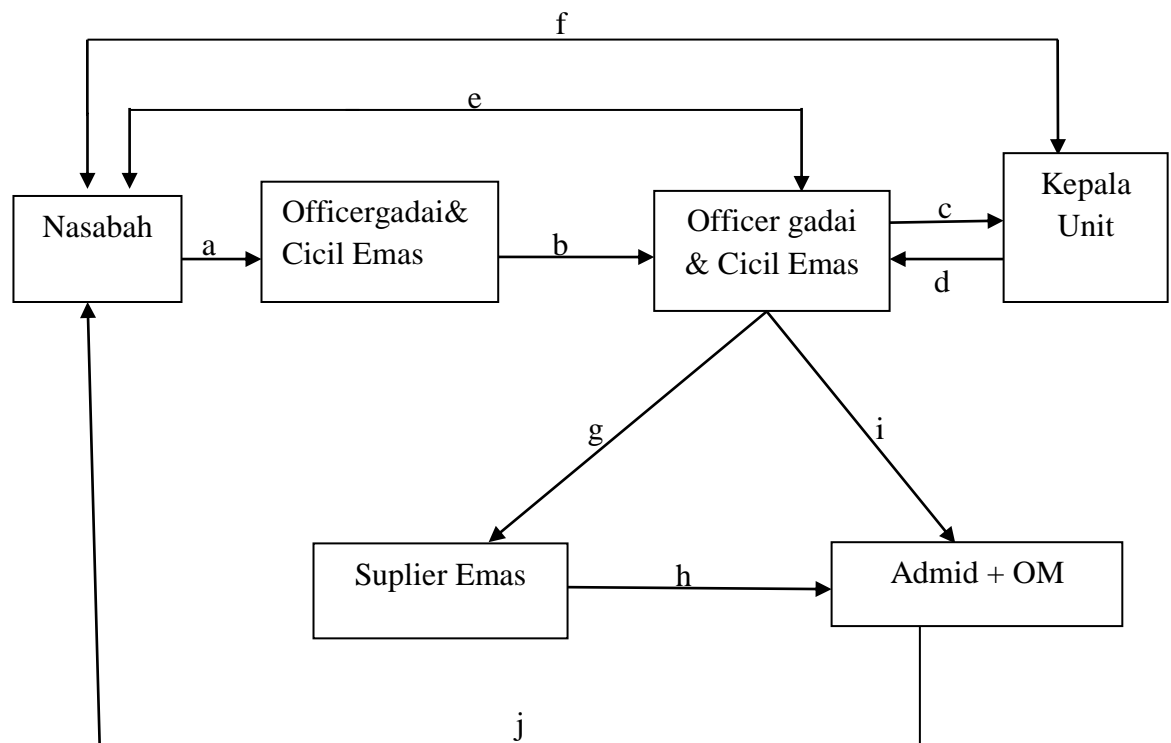 f
e
Nasabah
a
Officergadai&
Cicil Emas
b
Officer gadai
& Cicil Emas
c
d
Kepala
Unit
g
i
Suplier Emas
h
Admid + OM
j